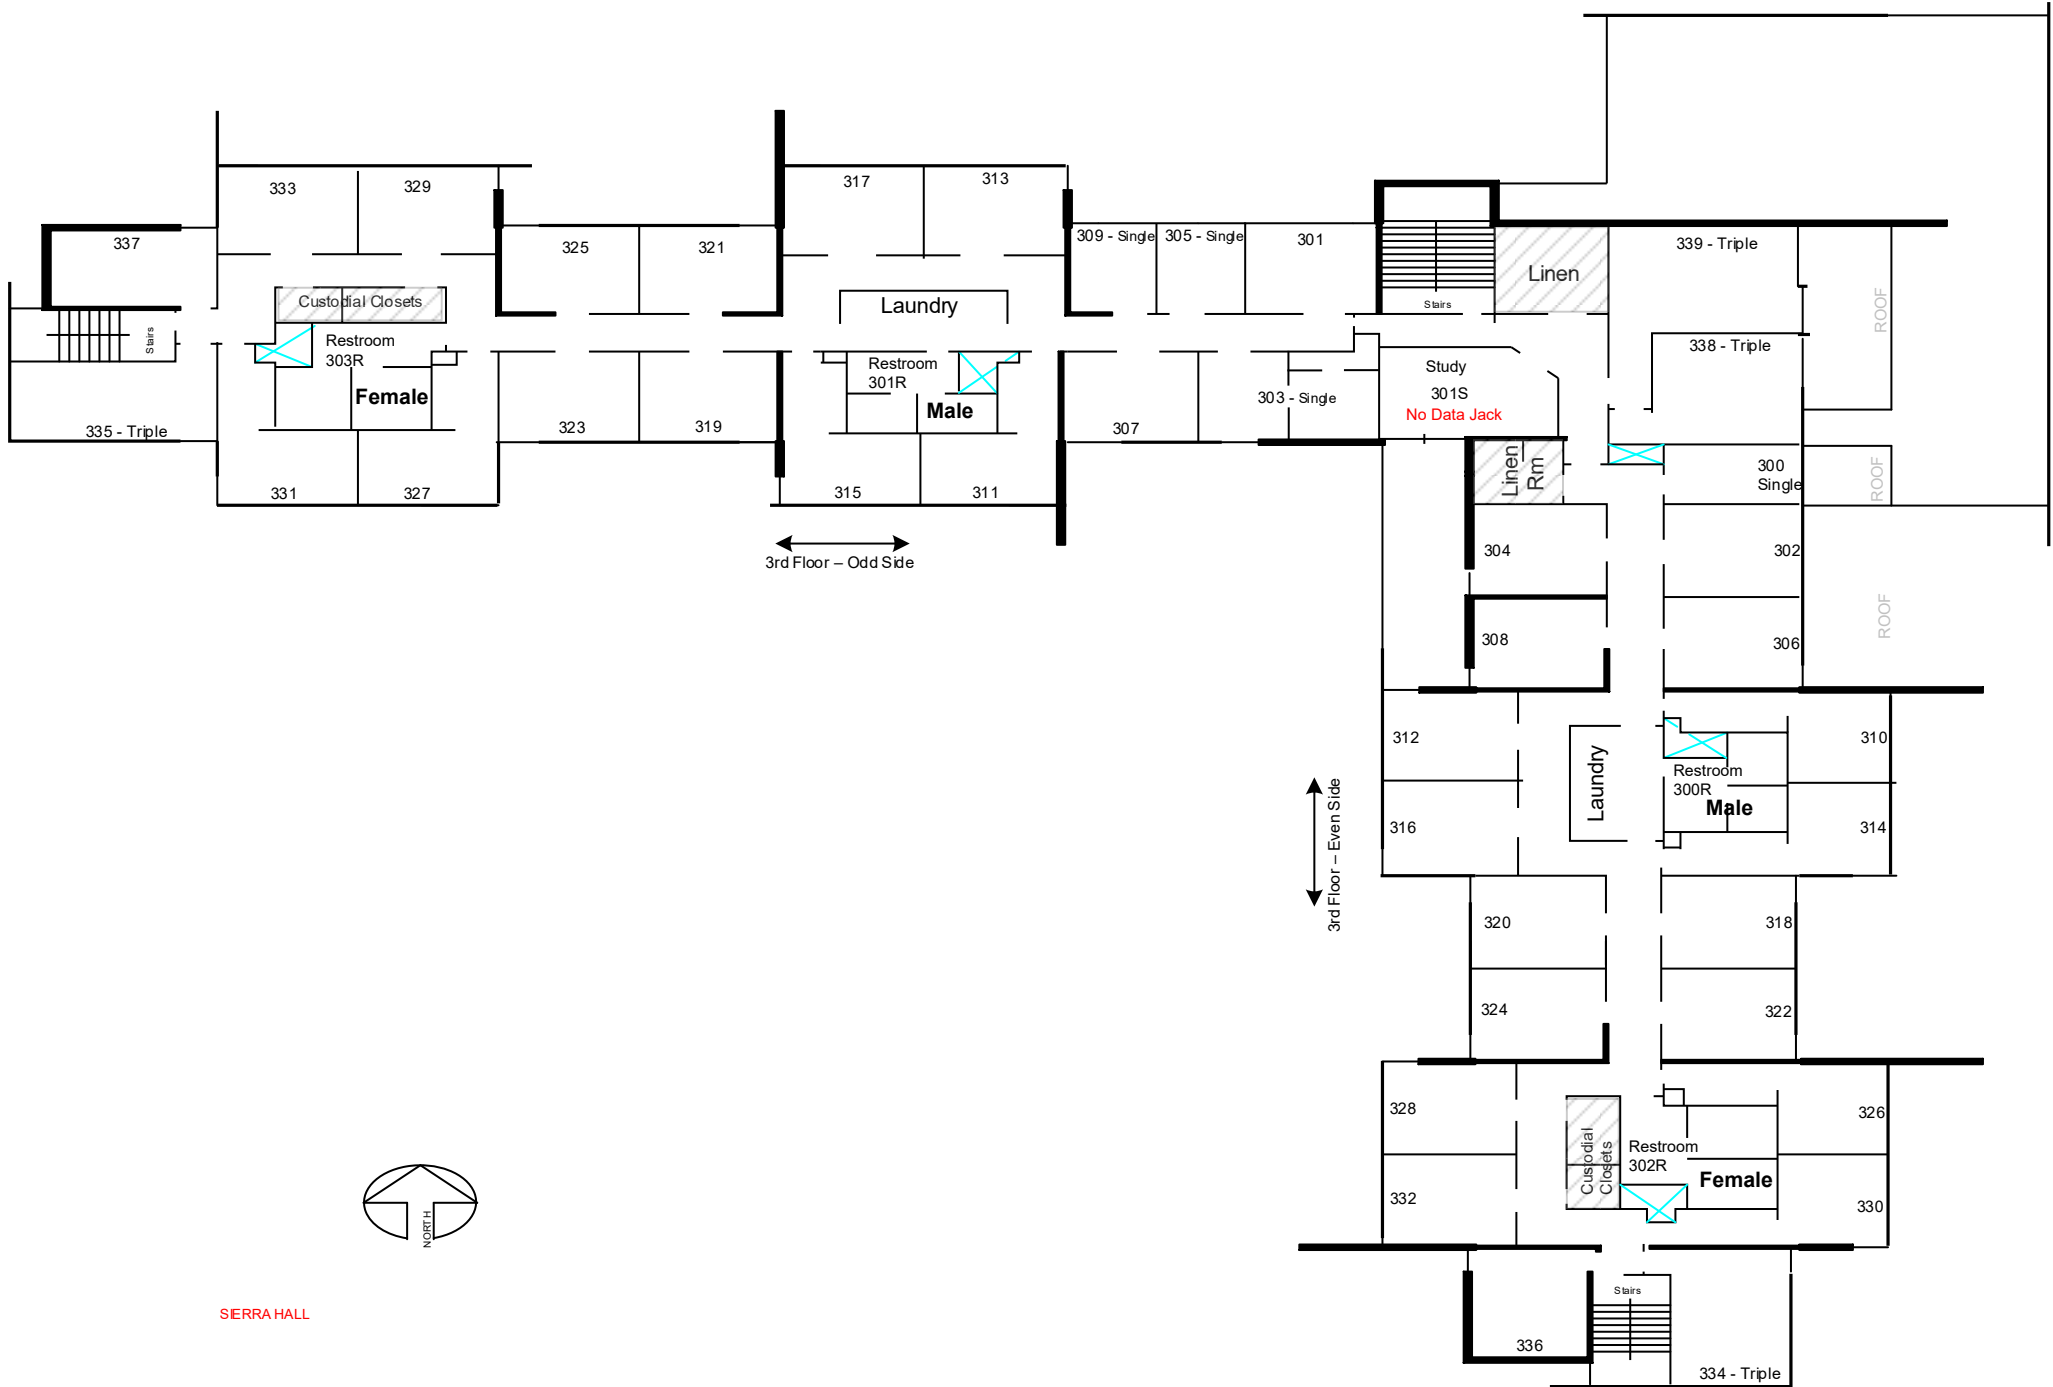 333
329
317
313
337
325
321
309 - Single
305 - Single
301
Linen
339 - Triple
ROOF
Custodial Closets
Laundry
Stairs
Stairs
Restroom
303R
Female
Restroom
301R
Male
Study
301S
No Data Jack
338 - Triple
303 - Single
335 - Triple
323
319
307
Linen
Rm
300
Single
ROOF
331
327
315
311
3rd Floor – Odd Side
304
302
308
306
ROOF
312
Laundry
310
Restroom
300R
Male
316
314
3rd Floor – Even Side
320
318
324
322
328
326
Custodial
Closets
Restroom
302R
Female
332
330
NORTH
Stairs
SIERRA HALL
336
334 - Triple